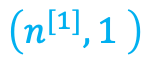 (n^[1], 1 )